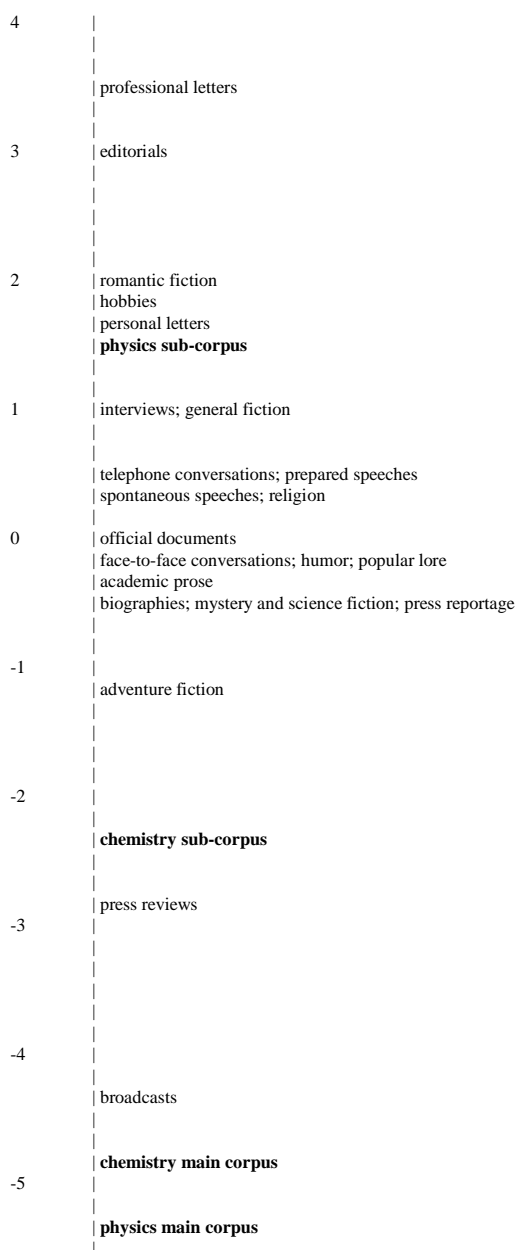 4 |
|
|
| professional letters
|
|
3 | editorials
|
|
|
|
|
2 | romantic fiction
| hobbies
| personal letters
| physics sub-corpus
|
|
1 | interviews; general fiction
|
|
| telephone conversations; prepared speeches
| spontaneous speeches; religion
|
0 | official documents
| face-to-face conversations; humor; popular lore
| academic prose
| biographies; mystery and science fiction; press reportage
|
|
-1 |
| adventure fiction
|
|
|
|
-2 |
|
| chemistry sub-corpus
|
|
| press reviews
-3 |
|
|
|
|
|
-4 |
|
| broadcasts
|
|
| chemistry main corpus
-5 |
|
| physics main corpus
|